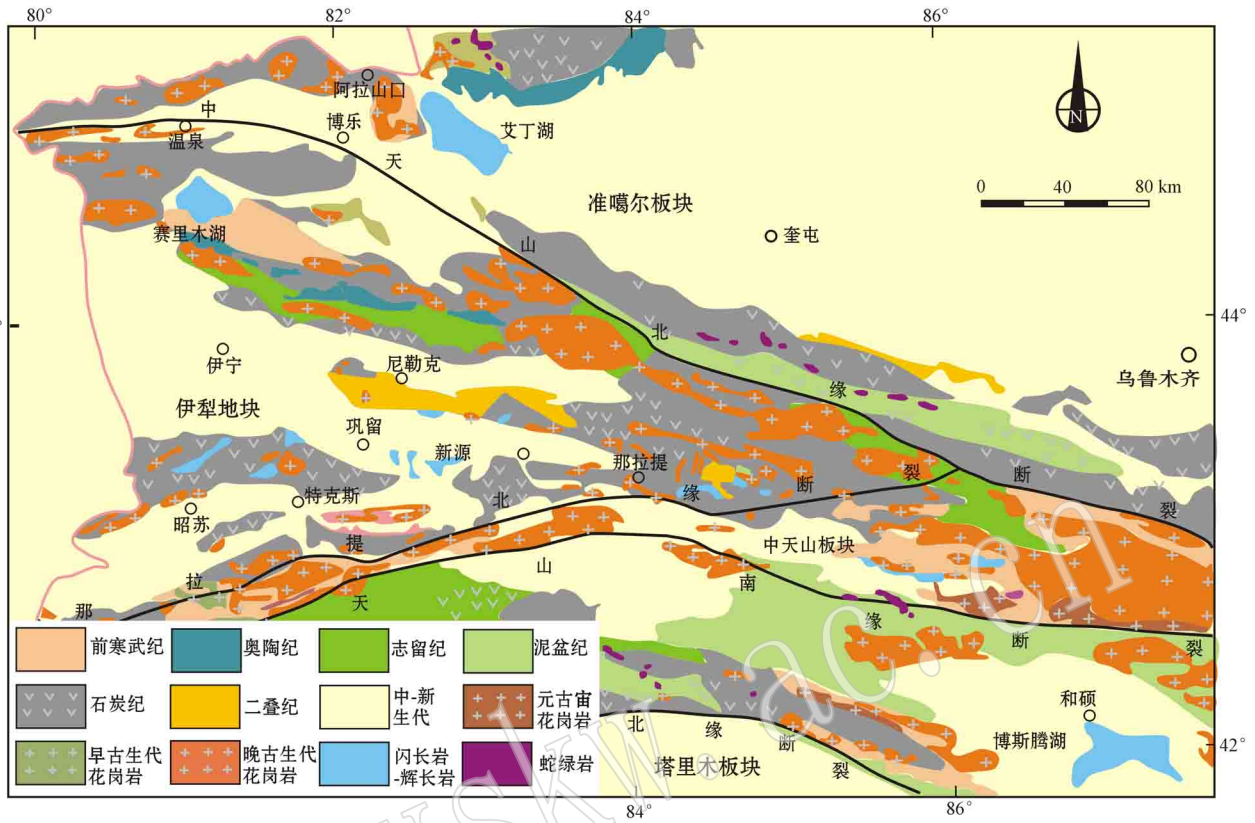 80°
82°
84°
86°
阿拉山口
中
博乐
温泉
天
艾丁湖
N
0 40 80 km
准噶尔板块
赛里木湖
山
奎屯
44°
北
伊宁
尼勒克
乌鲁木齐
缘
伊犁地块
巩留
新源
那拉提
断
裂
特克斯
北
缘
断
裂
昭苏
提
中天山板块
山
拉
南
天
那
缘
断
裂
前寒武纪
奥陶纪
志留纪
泥盆纪
石炭纪
二叠纪
中-新
生代
元古宙
花岗岩
早古生代
花岗岩
晚古生代
花岗岩
闪长岩
-辉长岩
蛇绿岩
北
缘
断
裂
和硕
博斯腾湖
塔里木板块
42°
84°
86°